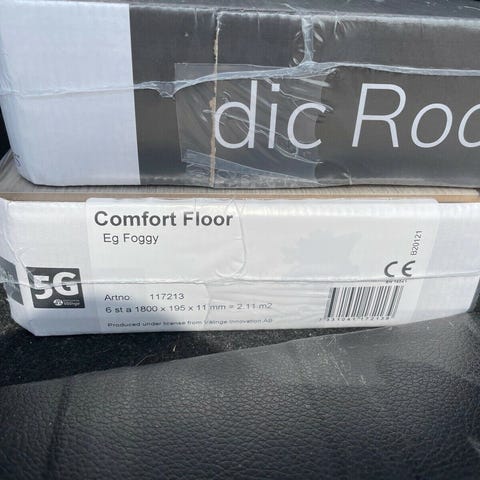 dic Roc
Comfort Floor
Eg Foggy
B20121
5G
Artno: 117213
6 st a 1800 x 195 x 11 mm = 2.11 m2
CE
Produced under license from Välinge Innovation AB